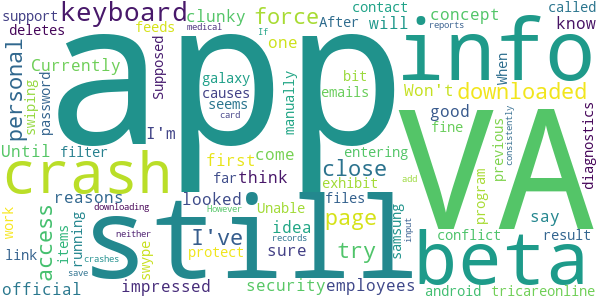 support keyboard clunky force contact concept called
deletes feeds After one will know
Currently personal swiping password Supposed galaxy seems causes medical If bit emails manually app info reports When
Won't downloaded
I'm good fine
Until filter card first come entering previous consistently diagnostics
crash far think close exhibit VA program
reasons looked files add
work access items running downloading However Unable idea page samsung say
neither I've still try input conflict result
link swype crashes records protect sure beta
official save impressed security employees android tricareonline